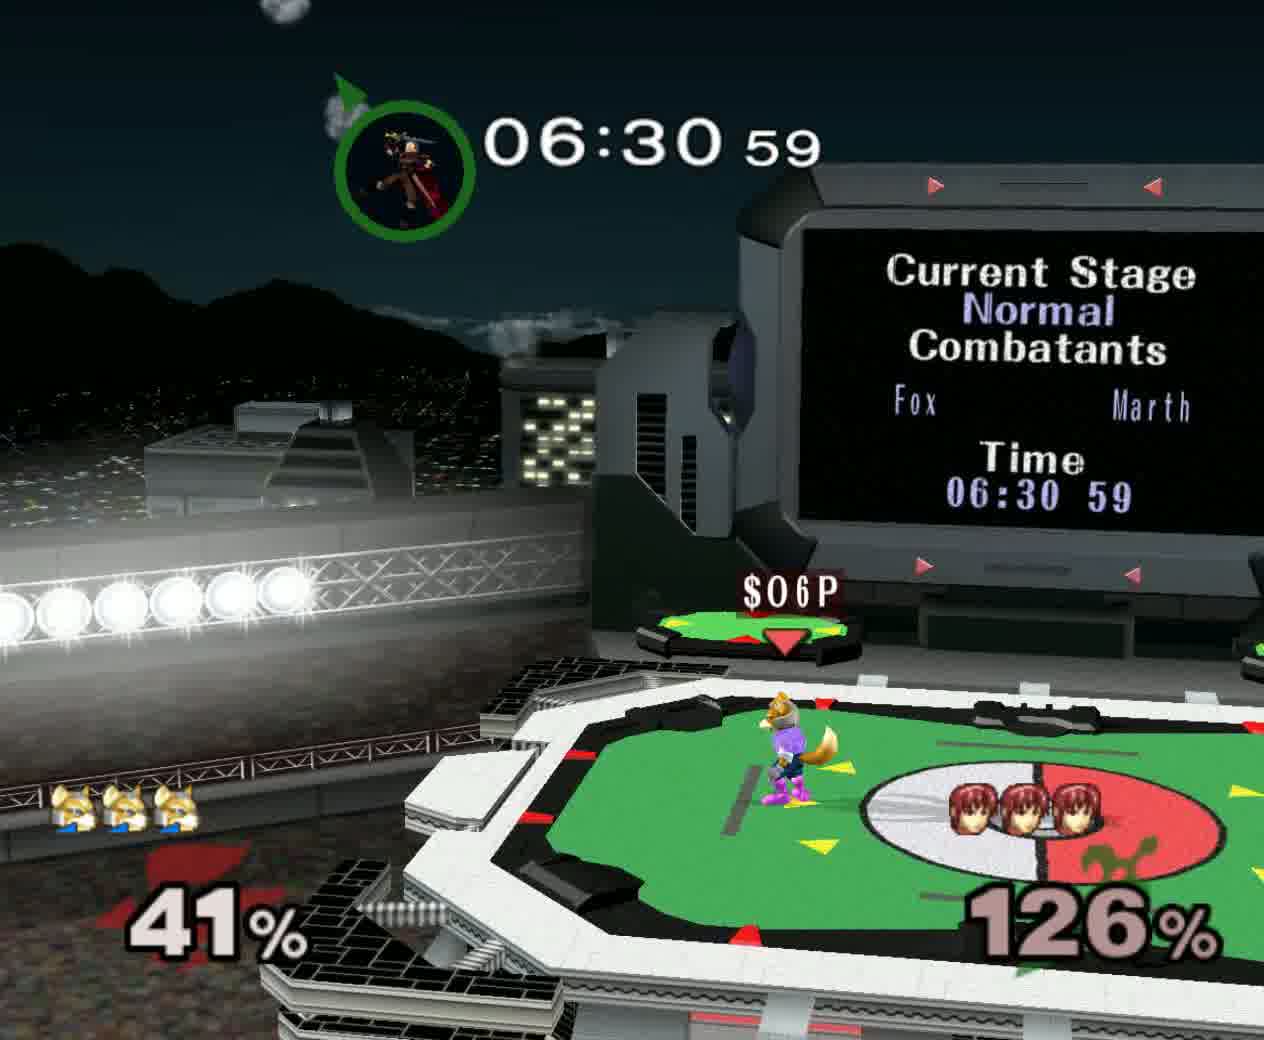 06:30 59
Current Stage
Normal
Combatants
Fox Marth
Time
06:30 59
$06P
41%
126%